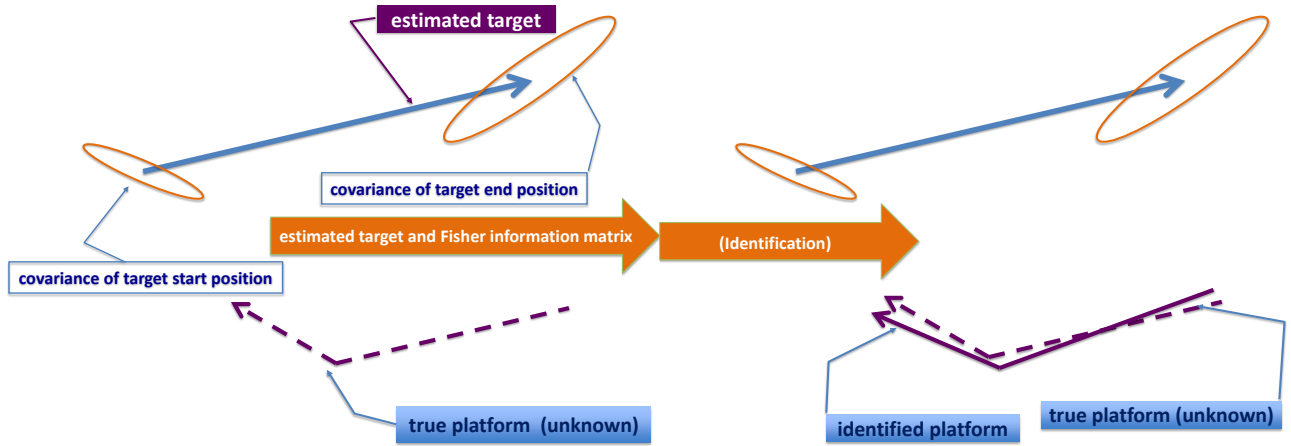 estimated target
covariance of target end position
estimated target and Fisher information matrix
(Identification)
covariance of target start position
true platform (unknown)
identified platform
true platform (unknown)